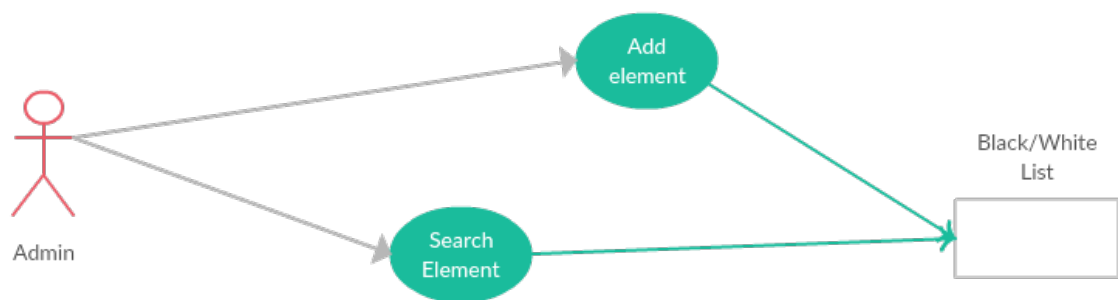 Add
element
Black/White
List
Search
Element
Admin